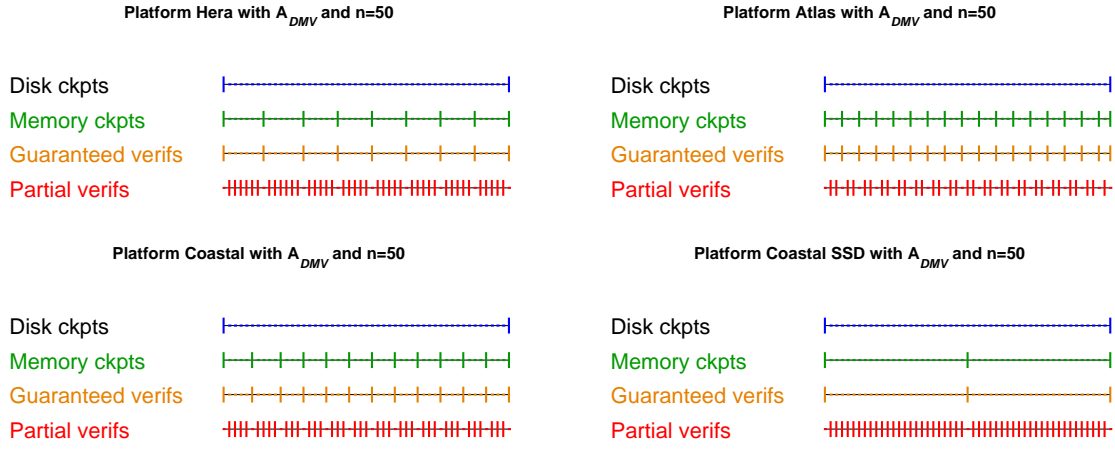 Platform Hera with A_DMV and n=50
Disk ckpts
Memory ckpts
Guaranteed verifs
Partial verifs
Platform Atlas with A_DMV and n=50
Disk ckpts
Memory ckpts
Guaranteed verifs
Partial verifs
Platform Coastal with A_DMV and n=50
Disk ckpts
Memory ckpts
Guaranteed verifs
Partial verifs
Platform Coastal SSD with A_DMV and n=50
Disk ckpts
Memory ckpts
Guaranteed verifs
Partial verifs